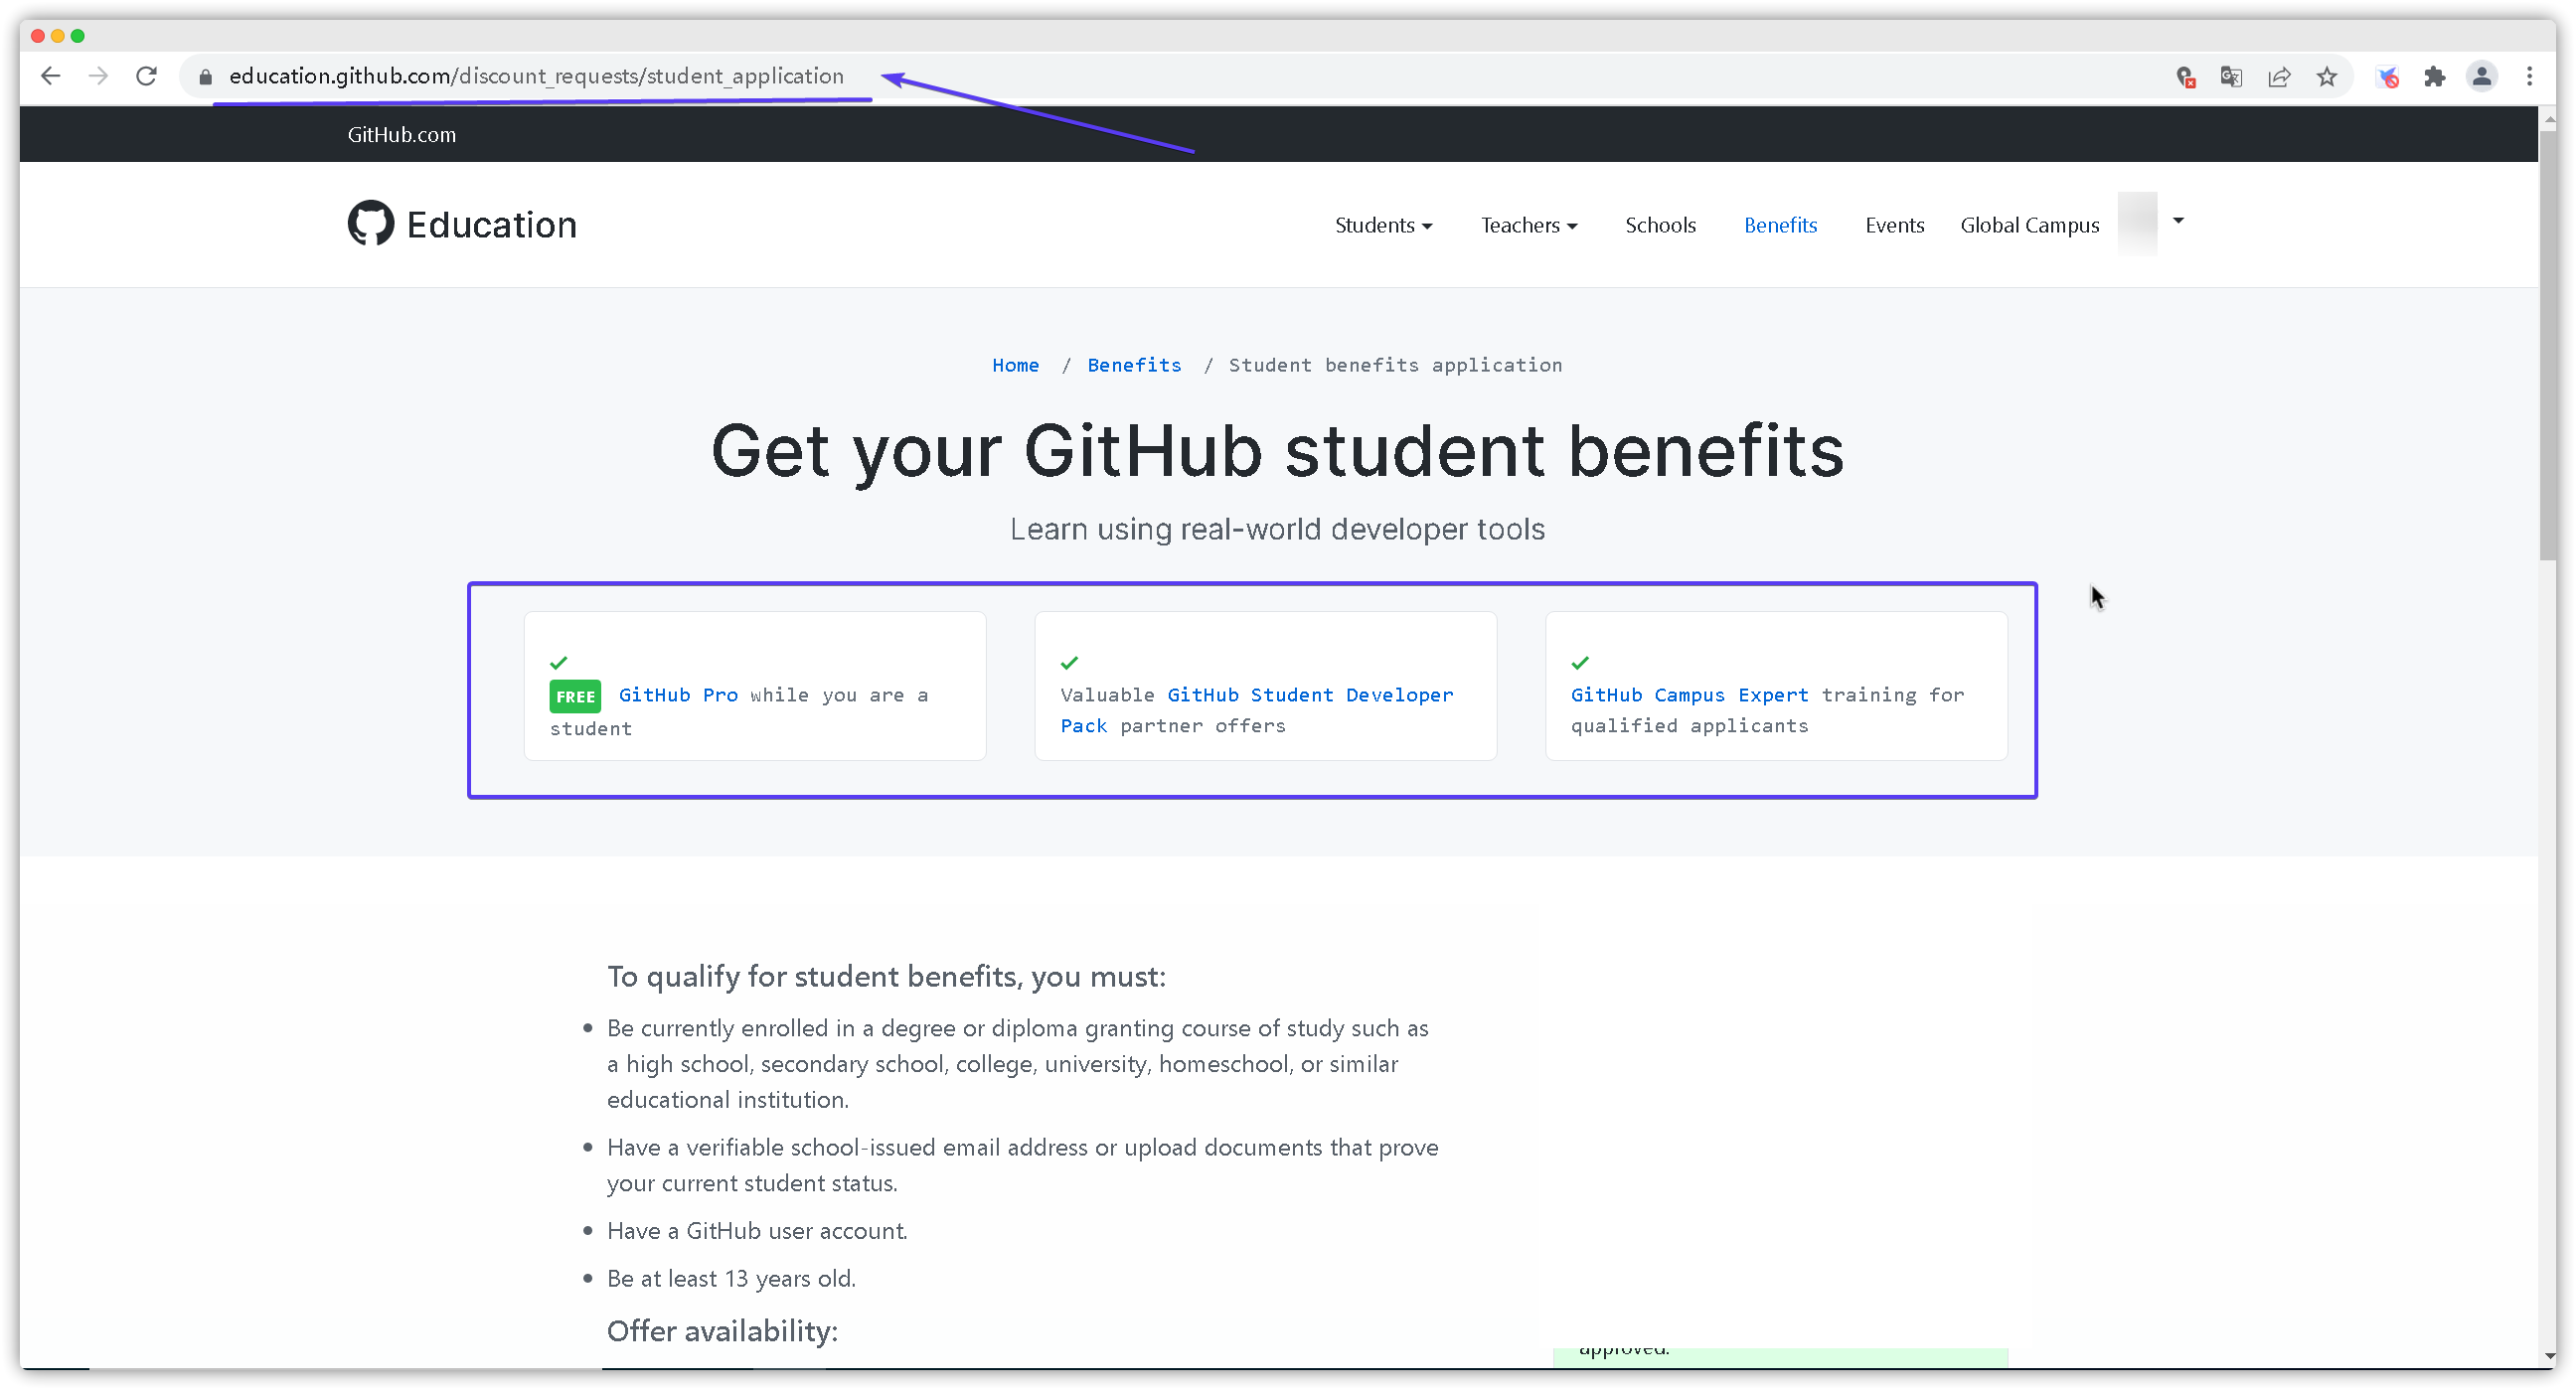 education.github.com/discount_requests/student_application
GitHub.com
Education
Students
Teachers
Schools
Benefits
Events
Global Campus
Home / Benefits / Student benefits application
Get your GitHub student benefits
Learn using real-world developer tools
FREE GitHub Pro while you are a
student
Valuable GitHub Student Developer
Pack partner offers
GitHub Campus Expert training for
qualified applicants
To qualify for student benefits, you must:
Be currently enrolled in a degree or diploma granting course of study such as
a high school, secondary school, college, university, homeschool, or similar
educational institution.
Have a verifiable school-issued email address or upload documents that prove
your current student status.
Have a GitHub user account.
Be at least 13 years old.
Offer availability:
approved.